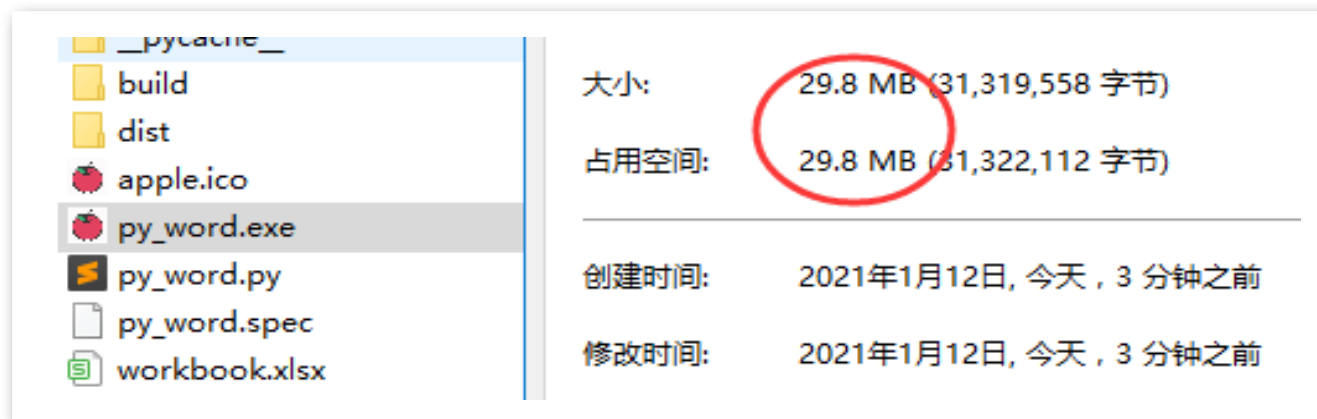 __pycache__
build
dist
apple.ico
py_word.exe
py_word.py
py_word.spec
workbook.xlsx
大小: 29.8 MB (31,319,558 字节)
占用空间: 29.8 MB (31,322,112 字节)
创建时间: 2021年1月12日, 今天，3 分钟之前
修改时间: 2021年1月12日, 今天，3 分钟之前